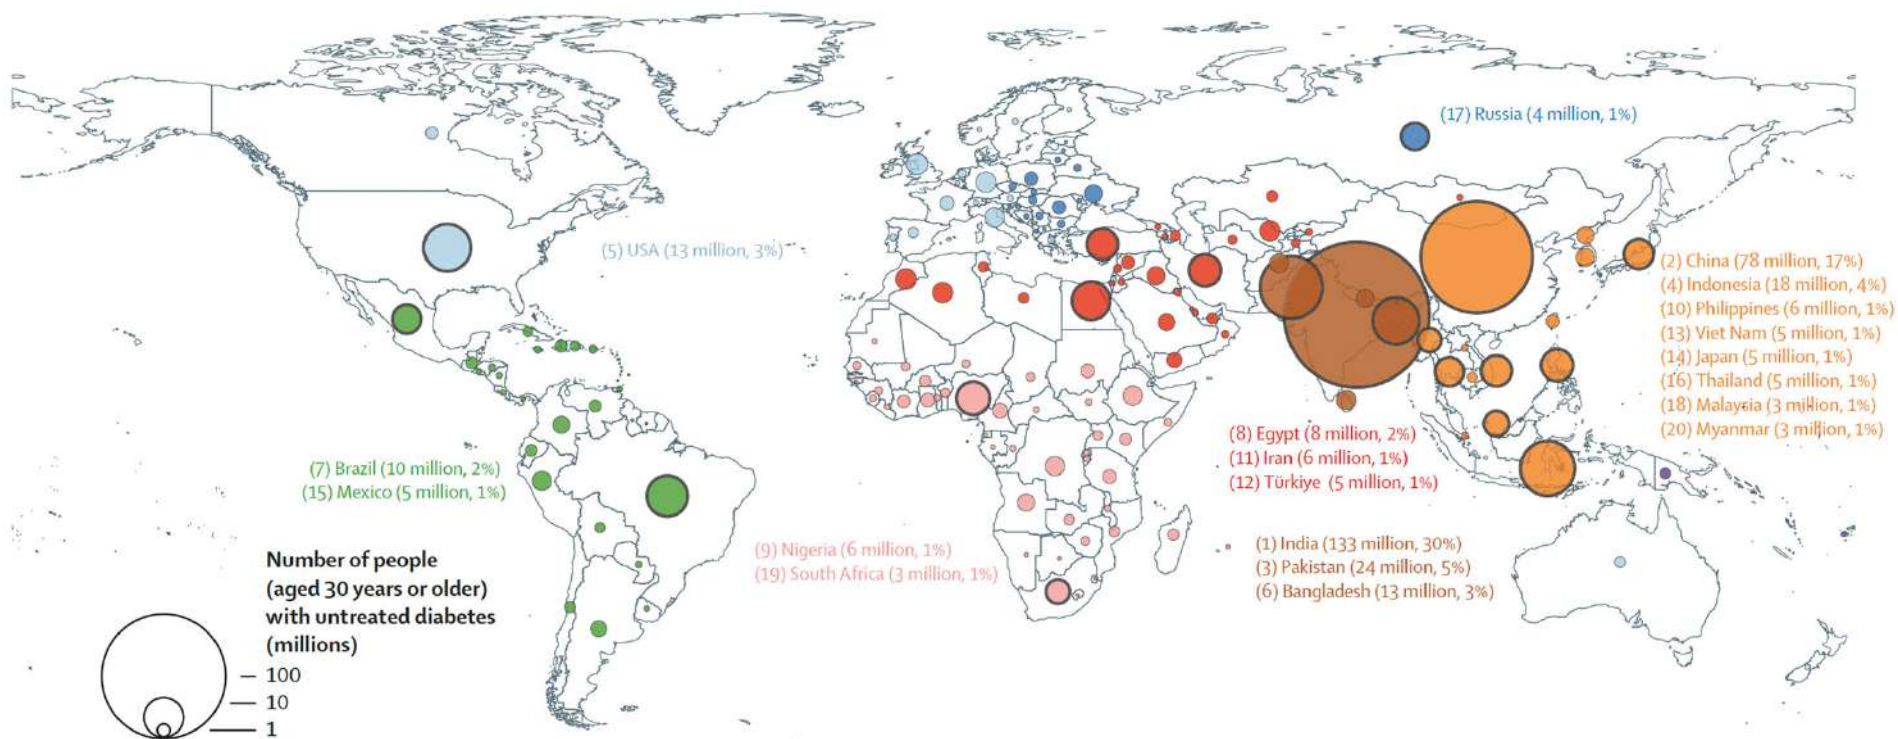 (17) Russia (4 million, 1%)
(5) USA (13 million, 3%)
(2) China (78 million, 17%)
(4) Indonesia (18 million, 4%)
(10) Philippines (6 million, 1%)
(13) Viet Nam (5 million, 1%)
(14) Japan (5 million, 1%)
(16) Thailand (5 million, 1%)
(18) Malaysia (3 million, 1%)
(20) Myanmar (3 million, 1%)
(8) Egypt (8 million, 2%)
(11) Iran (6 million, 1%)
(12) Türkiye (5 million, 1%)
(7) Brazil (10 million, 2%)
(15) Mexico (5 million, 1%)
(9) Nigeria (6 million, 1%)
(19) South Africa (3 million, 1%)
(1) India (133 million, 30%)
(3) Pakistan (24 million, 5%)
(6) Bangladesh (13 million, 3%)
Number of people
(aged 30 years or older)
with untreated diabetes
(millions)
100
10
1